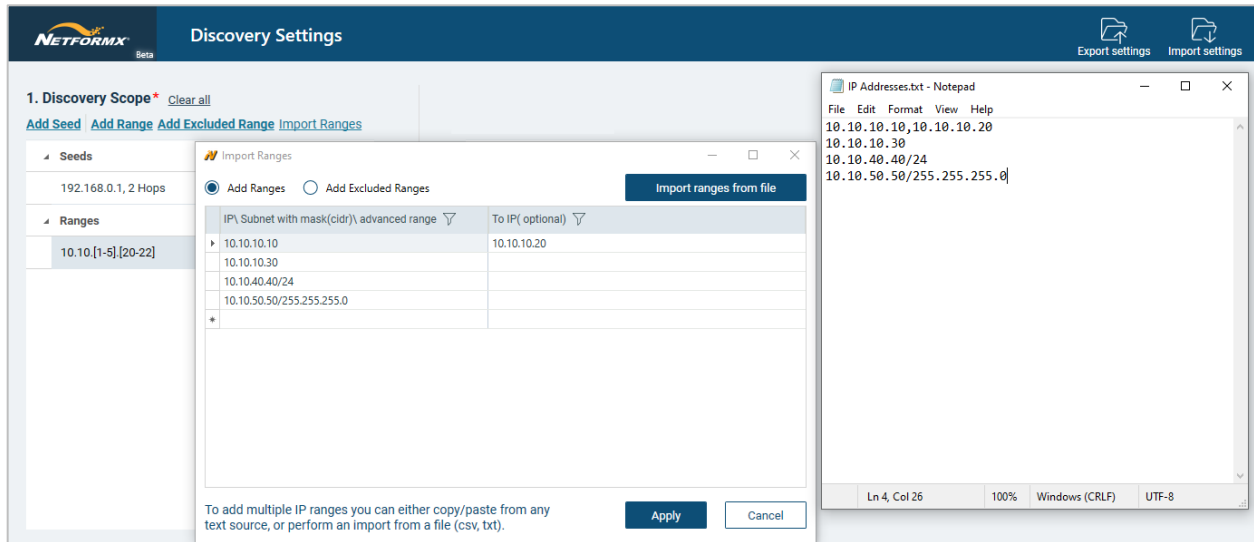 NETFORMX
Beta
Discovery Settings
Export settings
Import settings
1. Discovery Scope* Clear all
Add Seed Add Range Add Excluded Range Import Ranges
Seeds
192.168.0.1, 2 Hops
Ranges
10.10.[1-5].[20-22]
Import Ranges
Add Ranges Add Excluded Ranges Import ranges from file
IP\ Subnet with mask(cidr)\ advanced range To IP( optional)
10.10.10.10 10.10.10.20
10.10.10.30
10.10.40.40/24
10.10.50.50/255.255.255.0
*
To add multiple IP ranges you can either copy/paste from any
text source, or perform an import from a file (csv, txt).
Apply Cancel
IP Addresses.txt - Notepad
File Edit Format View Help
10.10.10.10,10.10.10.20
10.10.10.30
10.10.40.40/24
10.10.50.50/255.255.255.0
Ln 4, Col 26 100% Windows (CRLF) UTF-8